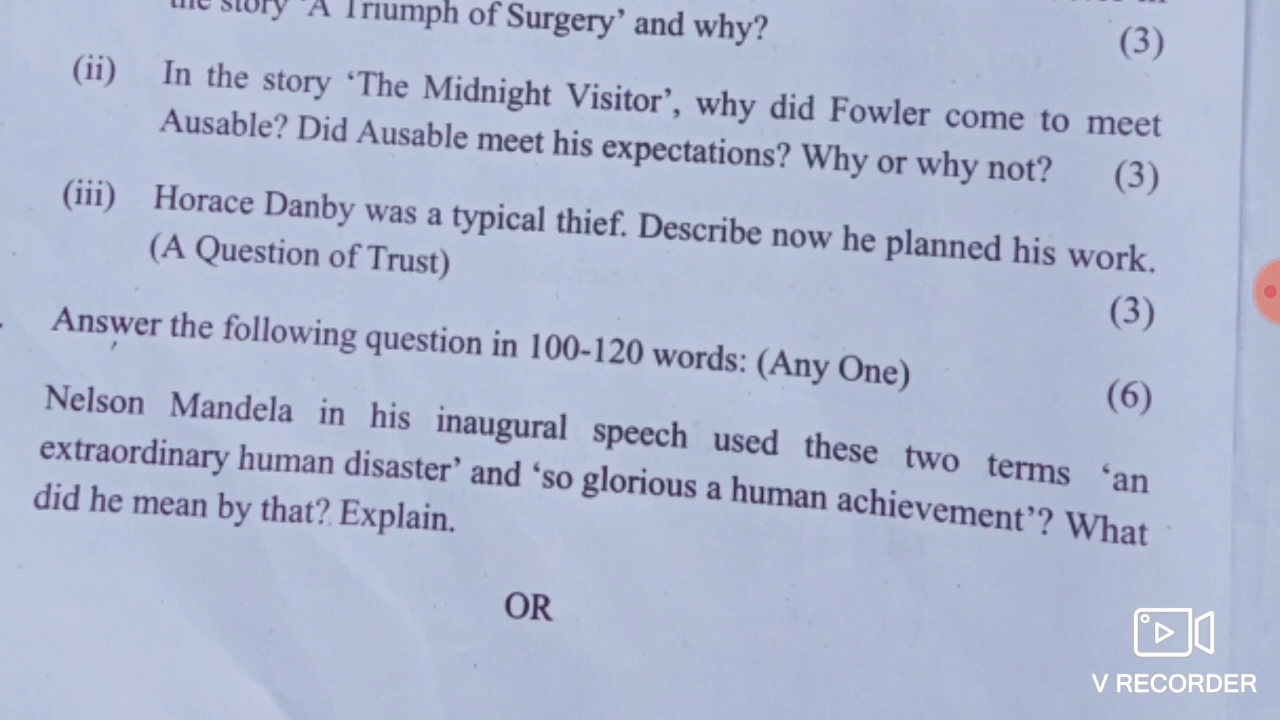 the story 'A Triumph of Surgery' and why? (3)
(ii) In the story 'The Midnight Visitor', why did Fowler come to meet
Ausable? Did Ausable meet his expectations? Why or why not? (3)
(iii) Horace Danby was a typical thief. Describe now he planned his work.
(A Question of Trust) (3)
Answer the following question in 100-120 words: (Any One) (6)
Nelson Mandela in his inaugural speech used these two terms 'an
extraordinary human disaster' and 'so glorious a human achievement'? What
did he mean by that? Explain.
OR
V RECORDER